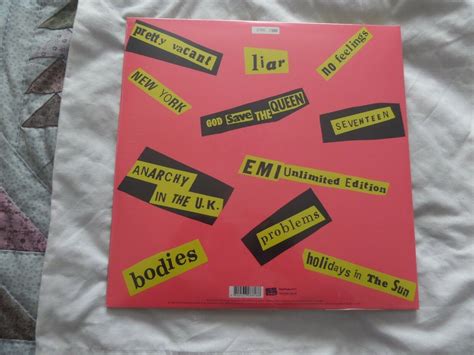 pretty vacant
liar
no feelings
NEW YORK
GOD Save THE QUEEN
SEVENTEEN
ANARCHY
IN THE U.K.
EMI Unlimited Edition
problems
bodies
holidays in The Sun